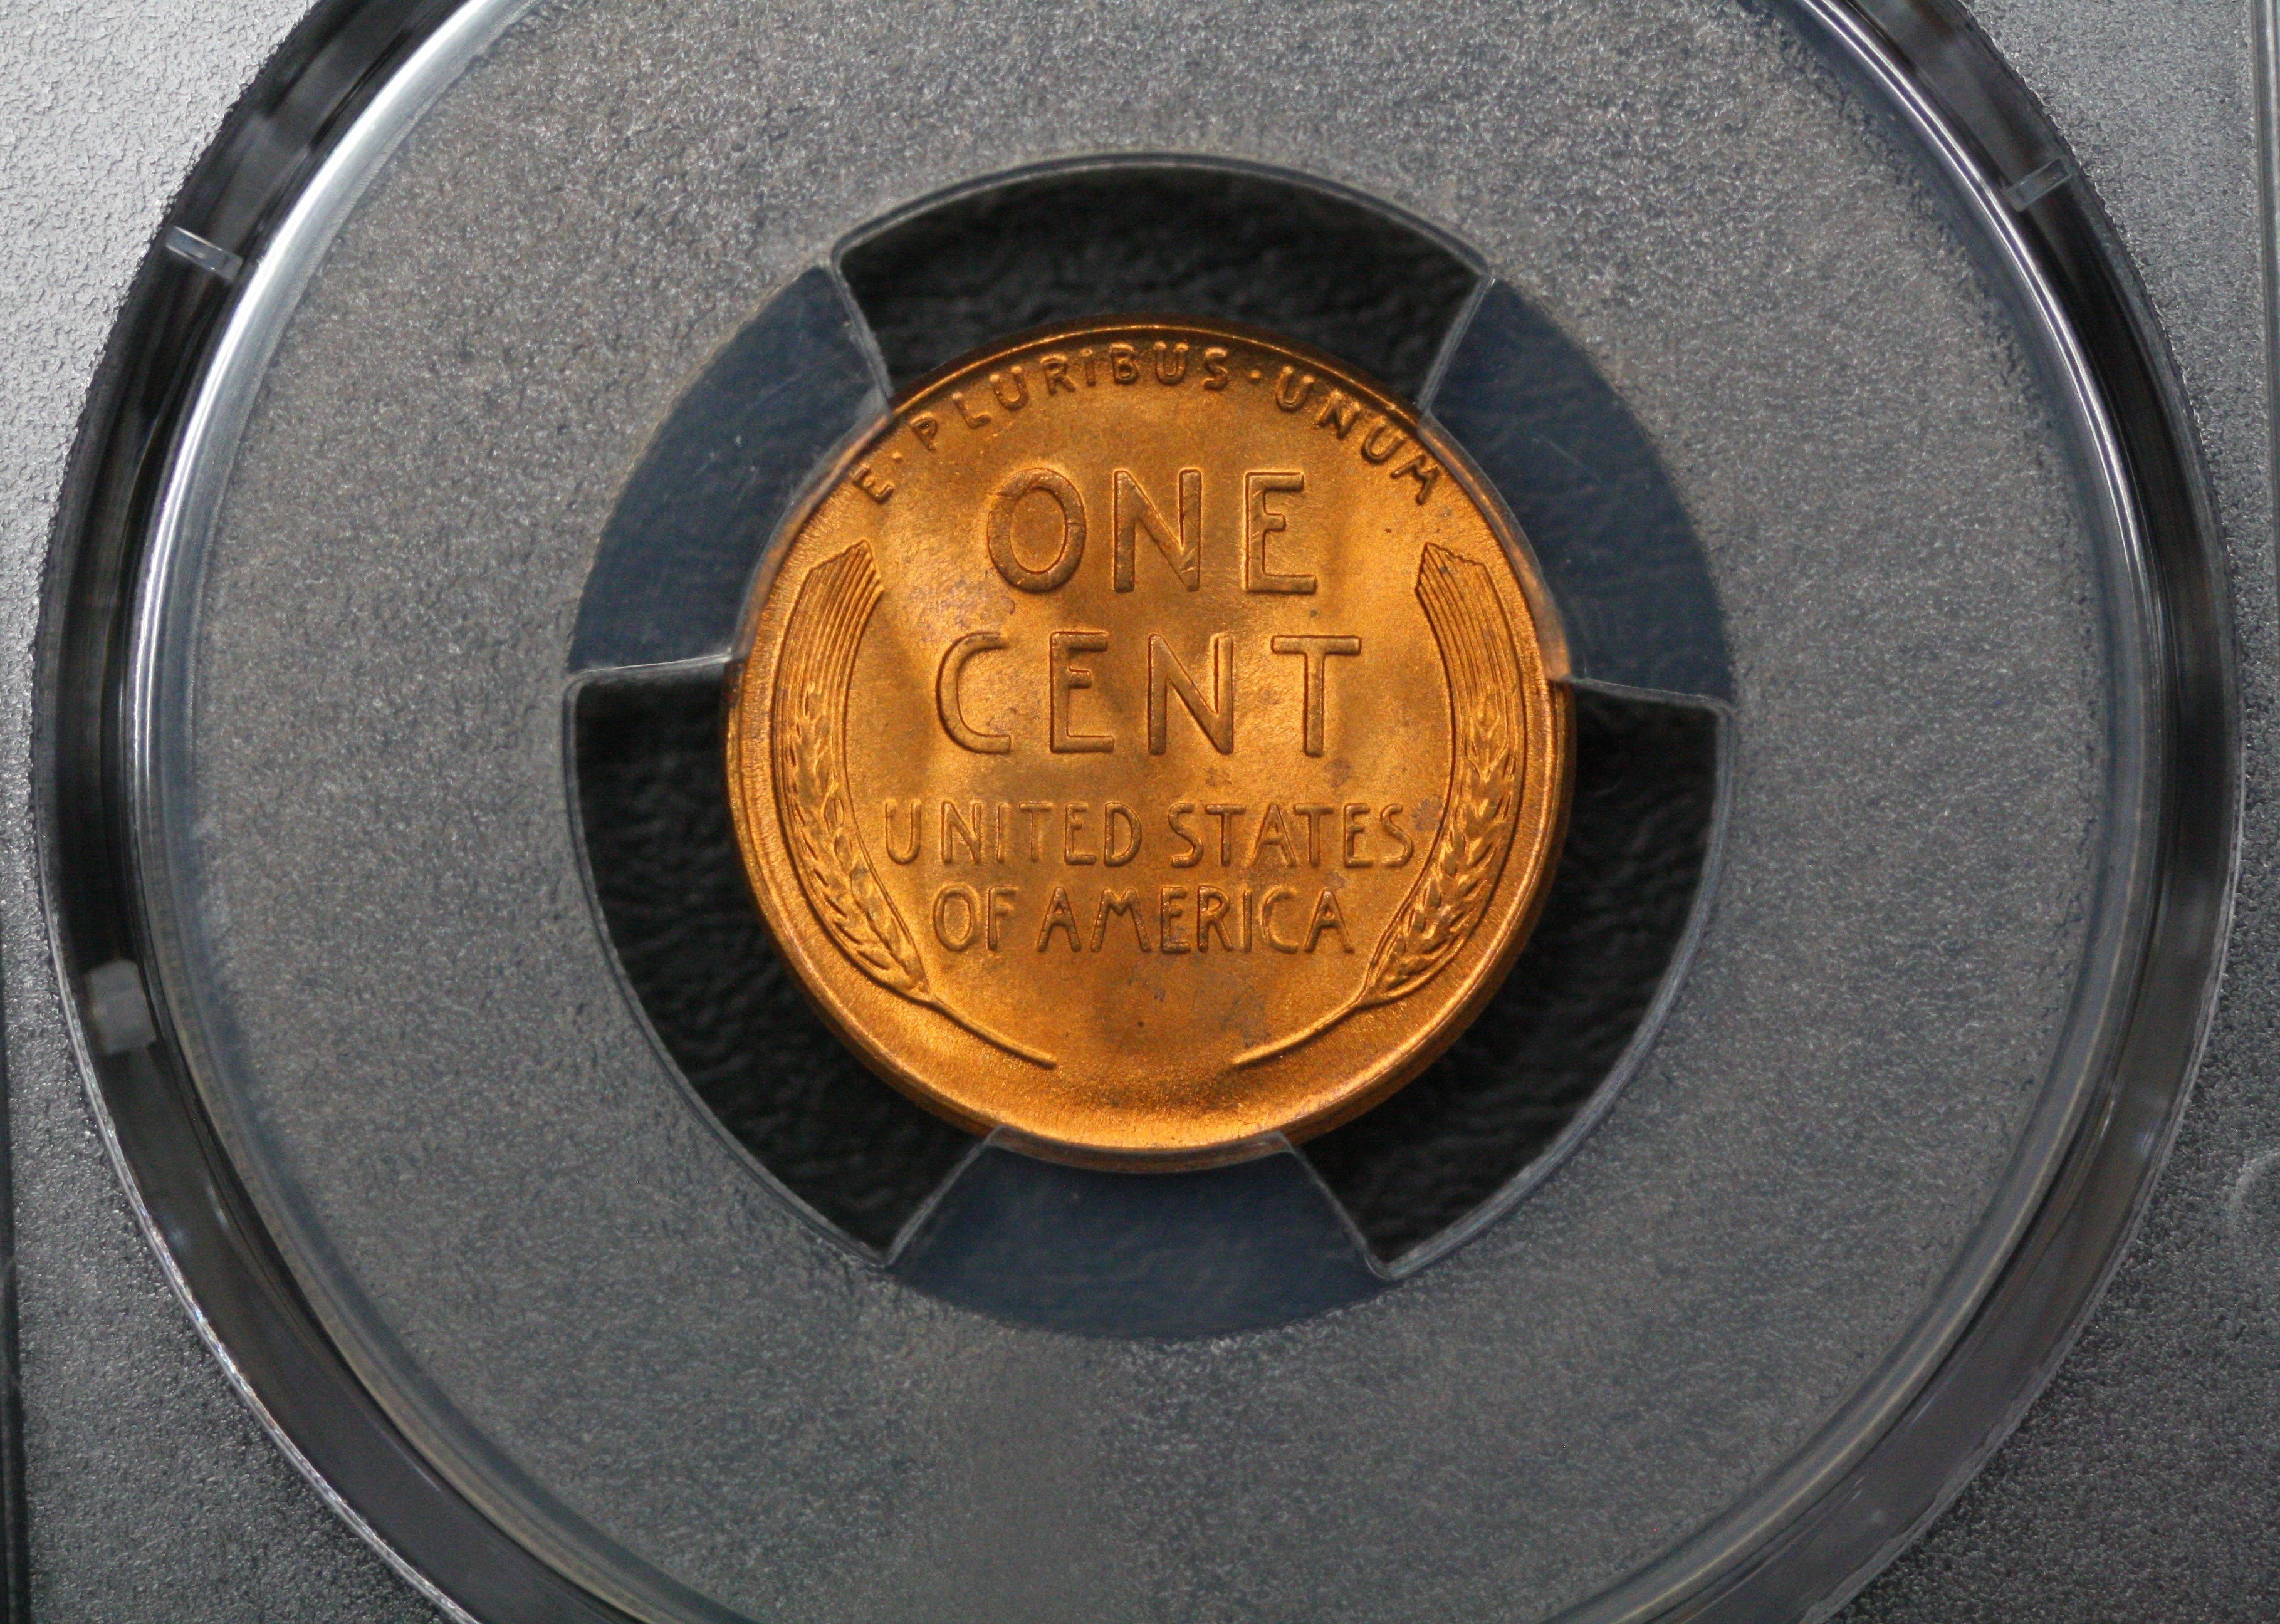 E·PLURIBUS·UNUM
ONE
CENT
UNITED STATES
OF AMERICA